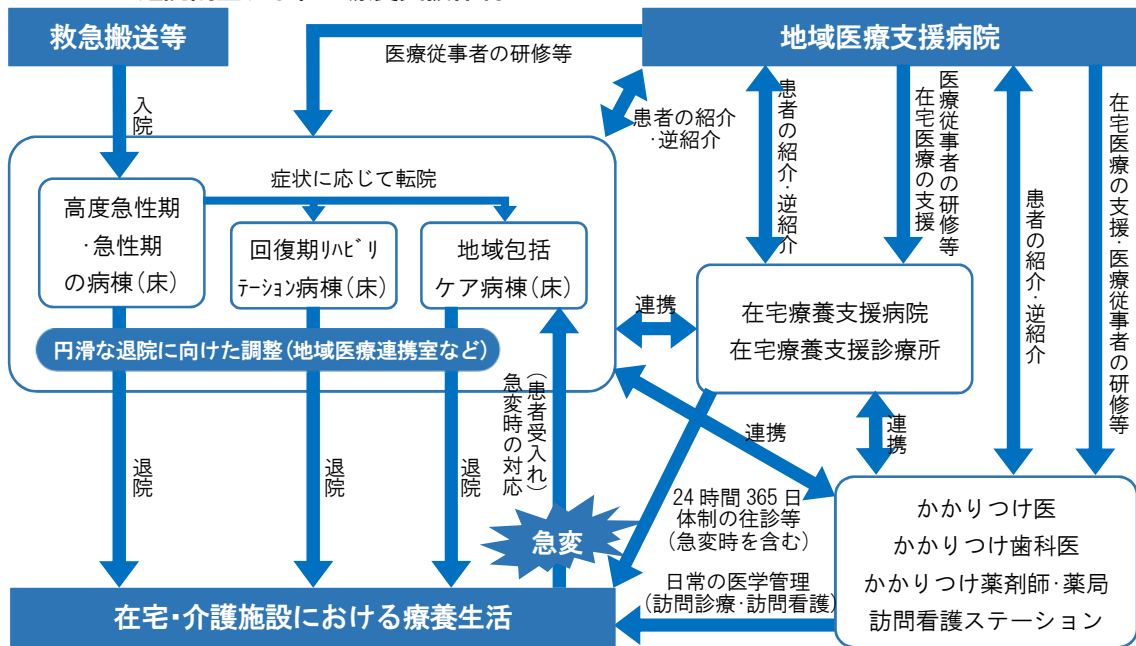 救急搬送等
地域医療支援病院
医療従事者の研修等
入院
患者の紹介
・逆紹介
患者の紹介・逆紹介
医療従事者の研修等
在宅医療の支援
患者の紹介・逆紹介
在宅医療の支援・医療従事者の研修等
症状に応じて転院
高度急性期
・急性期
の病棟(床)
回復期ﾘﾊﾋﾞﾘ
ﾃｰｼｮﾝ病棟(床)
地域包括
ケア病棟(床)
円滑な退院に向けた調整(地域医療連携室など)
連携
在宅療養支援病院
在宅療養支援診療所
退院
退院
退院
急変時の対応
(患者受入れ)
連携
連携
急変
24時間365日
体制の往診等
(急変時を含む)
日常の医学管理
(訪問診療・訪問看護)
かかりつけ医
かかりつけ歯科医
かかりつけ薬剤師・薬局
訪問看護ステーション
在宅・介護施設における療養生活